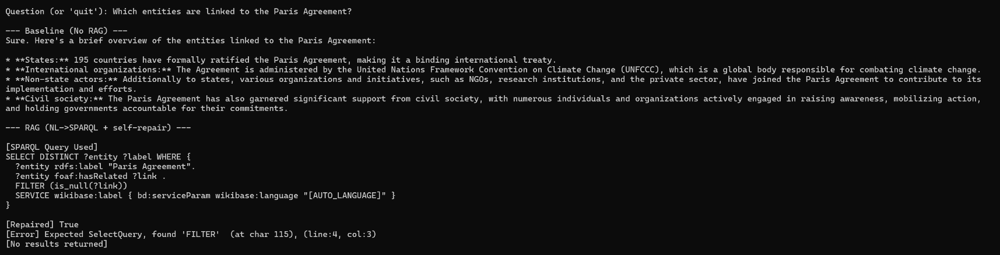 Question (or 'quit'): Which entities are linked to the Paris Agreement?
--- Baseline (No RAG) ---
Sure. Here's a brief overview of the entities linked to the Paris Agreement:
* **States:** 195 countries have formally ratified the Paris Agreement, making it a binding international treaty.
* **International organizations:** The Agreement is administered by the United Nations Framework Convention on Climate Change (UNFCCC), which is a global body responsible for combating climate change.
* **Non-state actors:** Additionally to states, various organizations and initiatives, such as NGOs, research institutions, and the private sector, have joined the Paris Agreement to contribute to its
implementation and efforts.
* **Civil society:** The Paris Agreement has also garnered significant support from civil society, with numerous individuals and organizations actively engaged in raising awareness, mobilizing action,
and holding governments accountable for their commitments.
--- RAG (NL->SPARQL + self-repair) ---
[SPARQL Query Used]
SELECT DISTINCT ?entity ?label WHERE {
  ?entity rdfs:label "Paris Agreement".
  ?entity foaf:hasRelated ?link .
  FILTER (is_null(?link))
  SERVICE wikibase:label { bd:serviceParam wikibase:language "[AUTO_LANGUAGE]" }
}
[Repaired] True
[Error] Expected SelectQuery, found 'FILTER'  (at char 115), (line:4, col:3)
[No results returned]